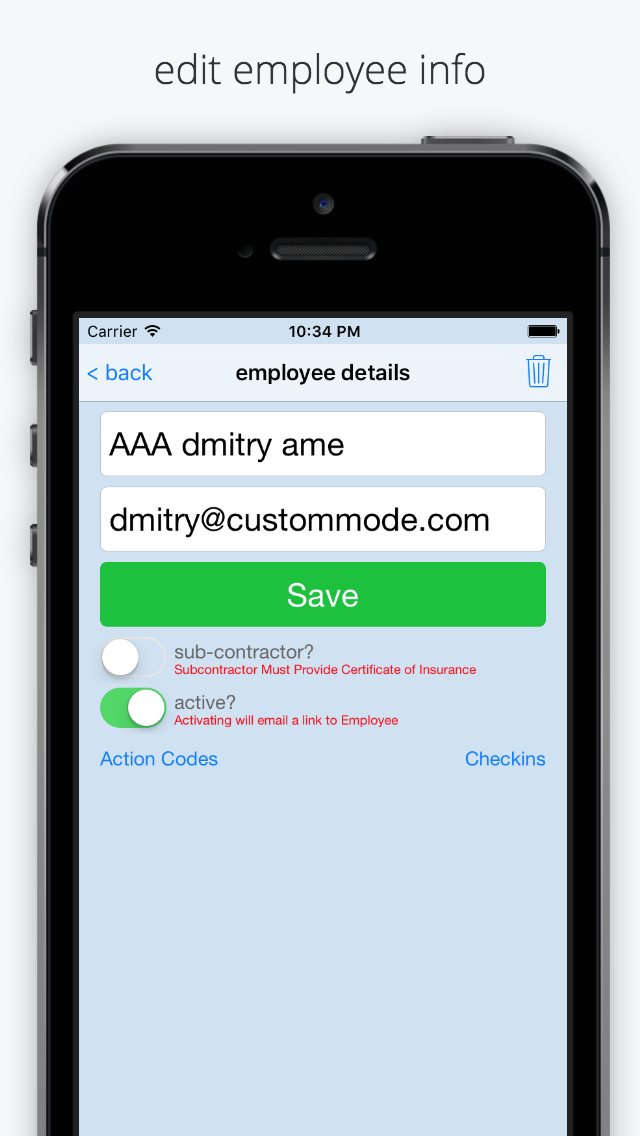 edit employee info
Carrier 10:34 PM
< back employee details
AAA dmitry ame
dmitry@custommode.com
Save
sub-contractor?
Subcontractor Must Provide Certificate of Insurance
active?
Activating will email a link to Employee
Action Codes Checkins